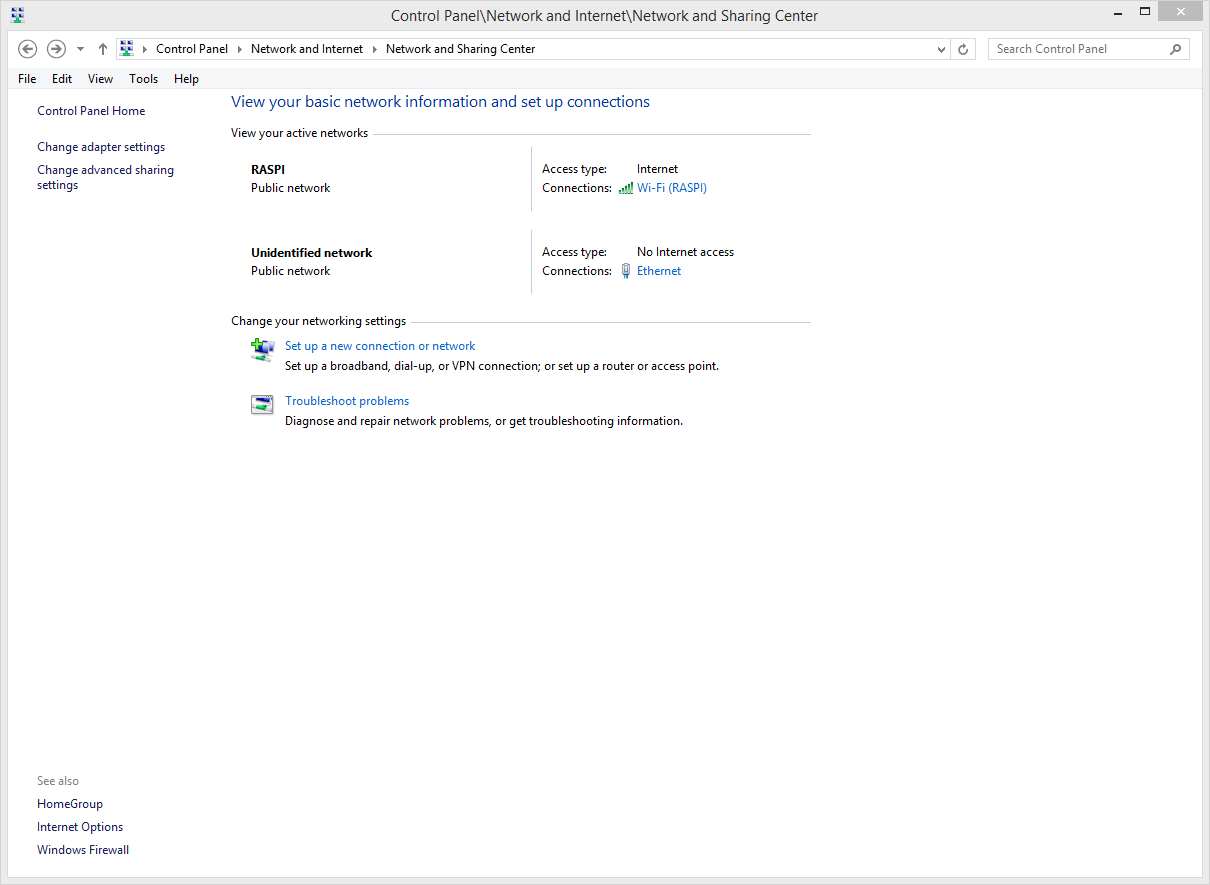 Control Panel\Network and Internet\Network and Sharing Center
Control Panel Network and Internet Network and Sharing Center
Search Control Panel
File Edit View Tools Help
Control Panel Home
Change adapter settings
Change advanced sharing
settings
View your basic network information and set up connections
View your active networks
RASPI
Public network
Access type: Internet
Connections: Wi-Fi (RASPI)
Unidentified network
Public network
Access type: No Internet access
Connections: Ethernet
Change your networking settings
Set up a new connection or network
Set up a broadband, dial-up, or VPN connection; or set up a router or access point.
Troubleshoot problems
Diagnose and repair network problems, or get troubleshooting information.
See also
HomeGroup
Internet Options
Windows Firewall